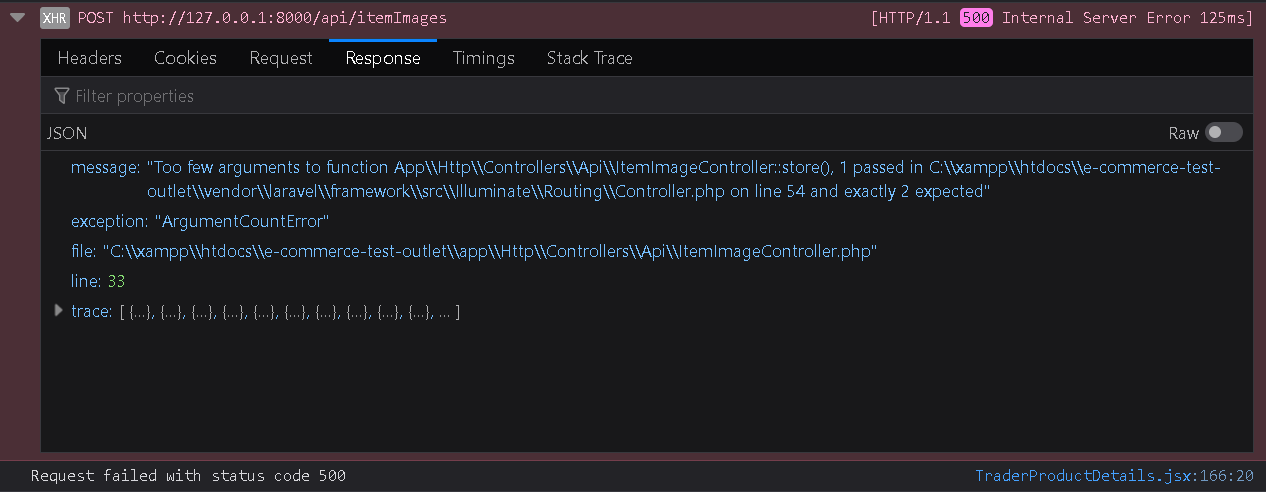 XHR POST http://127.0.0.1:8000/api/itemImages [HTTP/1.1 500 Internal Server Error 125ms]
Headers Cookies Request Response Timings Stack Trace
Filter properties
JSON Raw
message: "Too few arguments to function App\\Http\\Controllers\\Api\\ItemImageController::store(), 1 passed in C:\\xampp\\htdocs\\e-commerce-test-
outlet\\vendor\\laravel\\framework\\src\\Illuminate\\Routing\\Controller.php on line 54 and exactly 2 expected"
exception: "ArgumentCountError"
file: "C:\\xampp\\htdocs\\e-commerce-test-outlet\\app\\Http\\Controllers\\Api\\ItemImageController.php"
line: 33
trace: [ {…}, {…}, {…}, {…}, {…}, {…}, {…}, {…}, {…}, {…}, … ]
Request failed with status code 500 TraderProductDetails.jsx:166:20